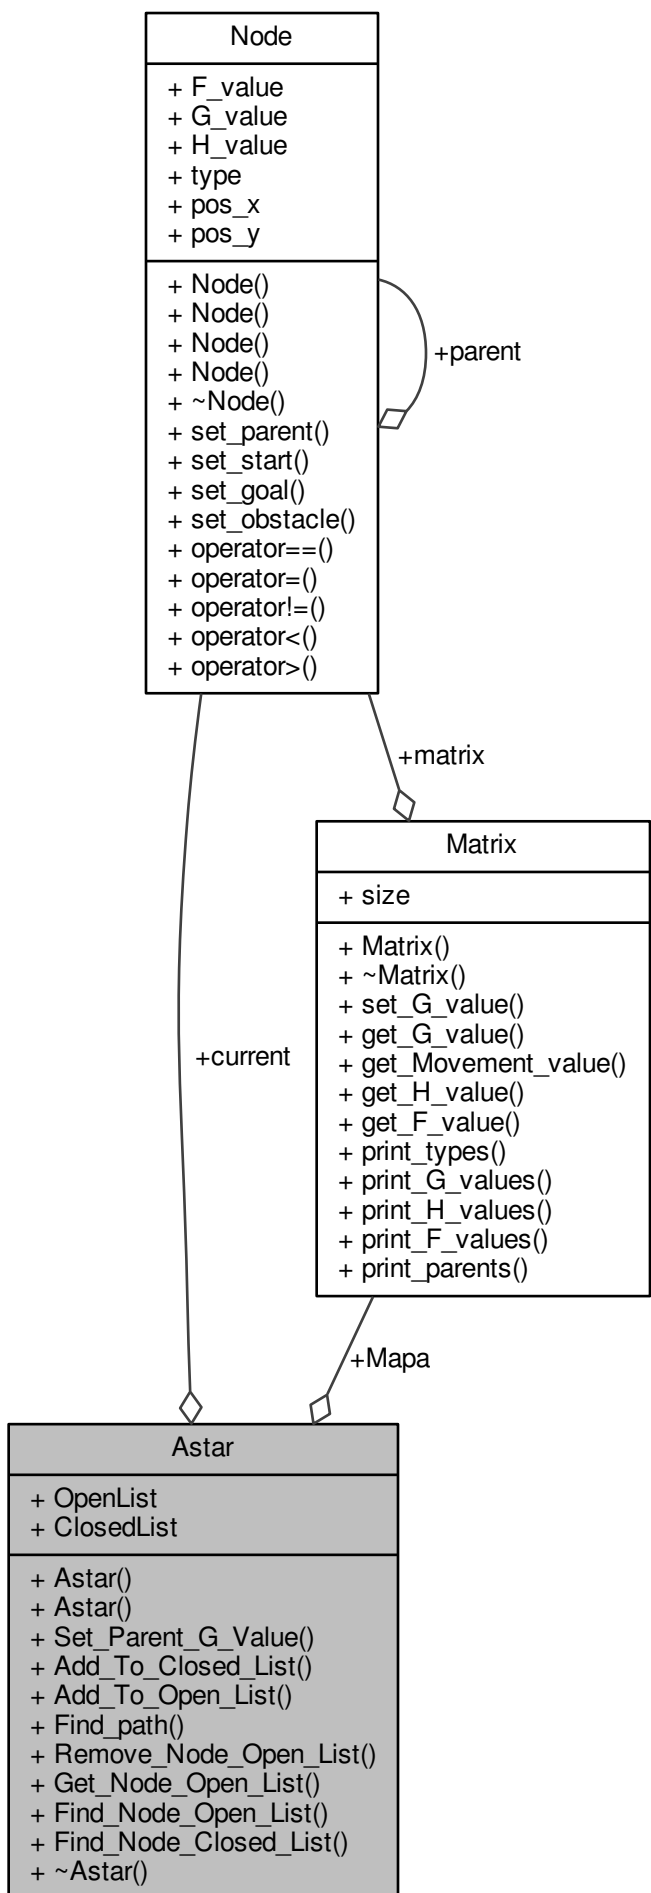 Node
+ F_value
+ G_value
+ H_value
+ type
+ pos_x
+ pos_y
+ Node()
+ Node()
+ Node()
+ Node()
+ ~Node()
+ set_parent()
+ set_start()
+ set_goal()
+ set_obstacle()
+ operator==()
+ operator=()
+ operator!=()
+ operator<()
+ operator>()
+parent
+matrix
Matrix
+ size
+ Matrix()
+ ~Matrix()
+ set_G_value()
+ get_G_value()
+ get_Movement_value()
+ get_H_value()
+ get_F_value()
+ print_types()
+ print_G_values()
+ print_H_values()
+ print_F_values()
+ print_parents()
+current
+Mapa
Astar
+ OpenList
+ ClosedList
+ Astar()
+ Astar()
+ Set_Parent_G_Value()
+ Add_To_Closed_List()
+ Add_To_Open_List()
+ Find_path()
+ Remove_Node_Open_List()
+ Get_Node_Open_List()
+ Find_Node_Open_List()
+ Find_Node_Closed_List()
+ ~Astar()